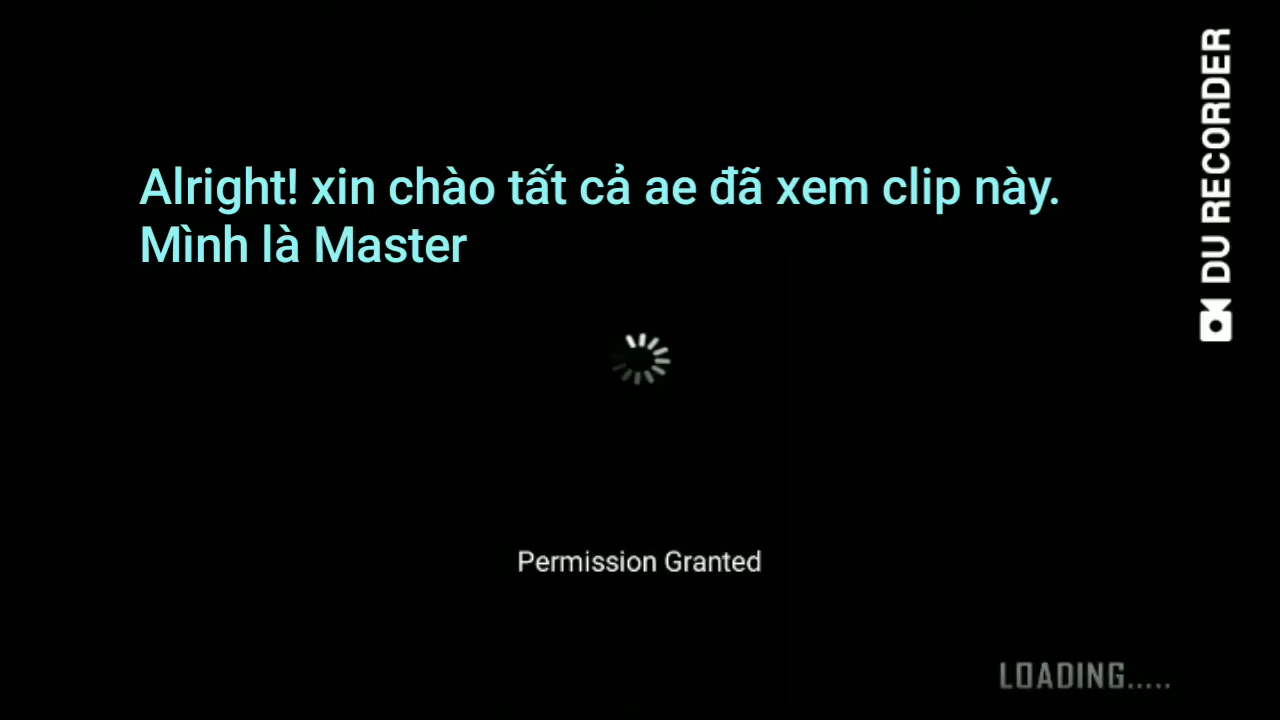 Alright! xin chào tất cả ae đã xem clip này.
Mình là Master
Permission Granted
LOADING.....
DU RECORDER